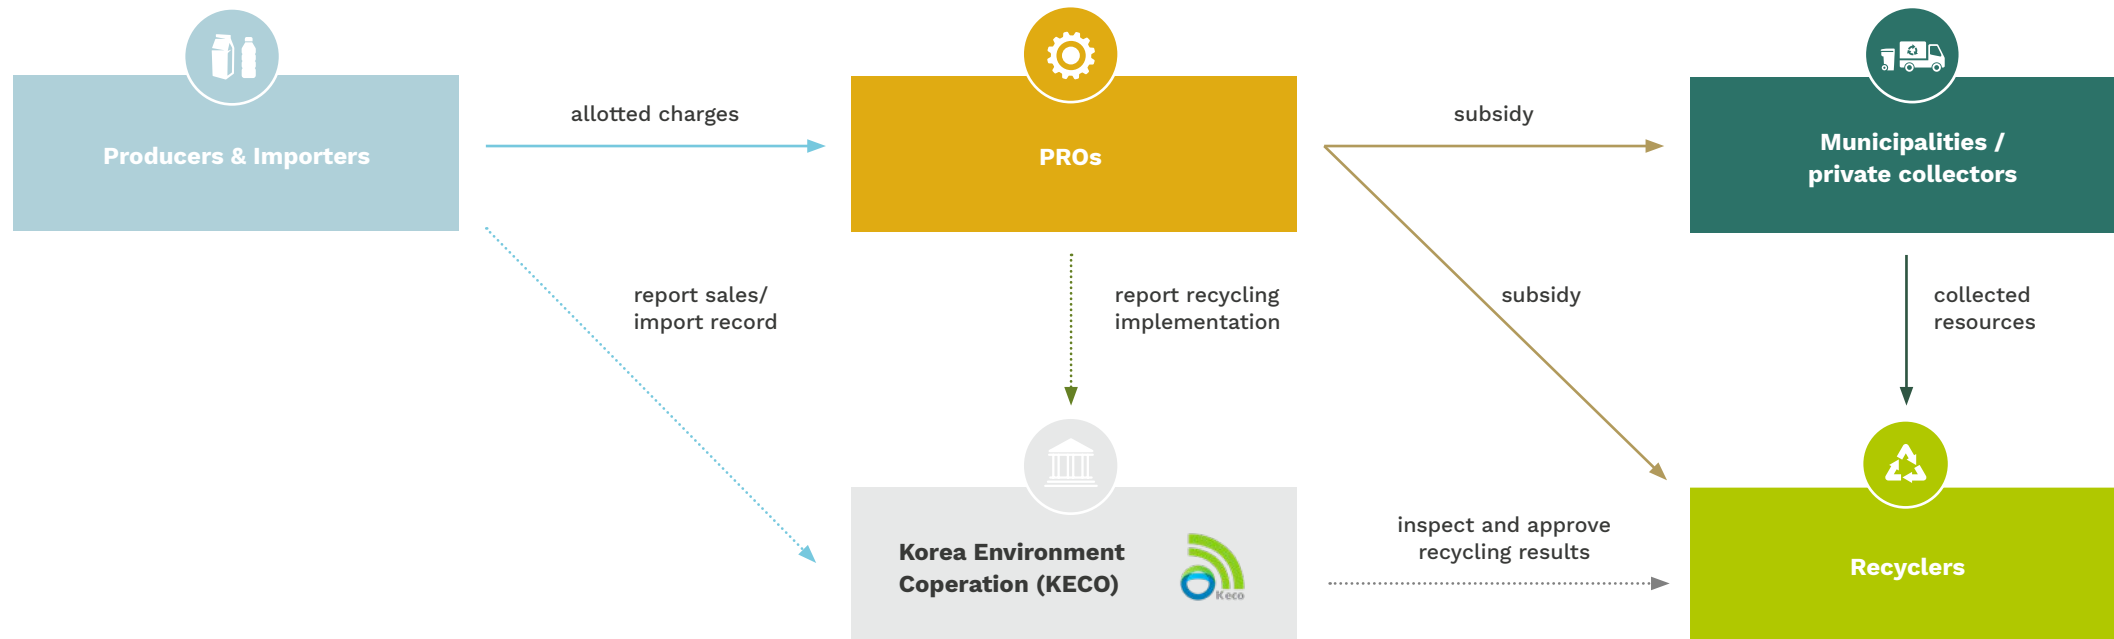 allotted charges
subsidy
Producers & Importers
PROs
Municipalities /
private collectors
report sales/
import record
report recycling
implementation
subsidy
collected
resources
Korea Environment
Coperation (KECO)
Keco
inspect and approve
recycling results
Recyclers